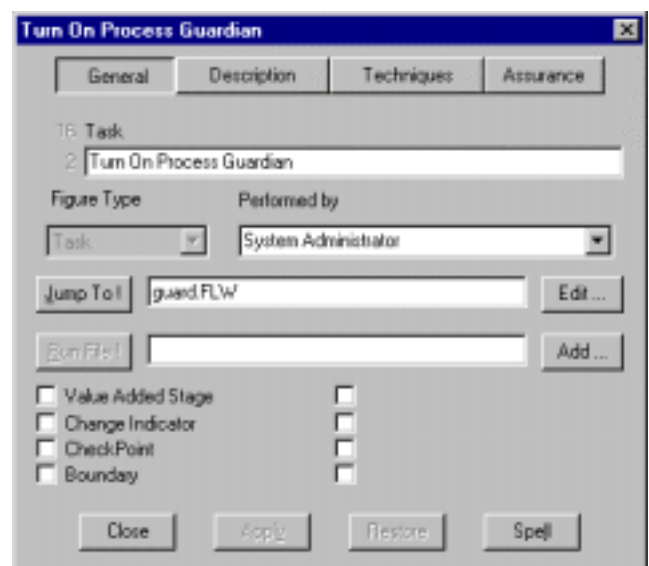 Turn On Process Guardian
General Description Techniques Assurance
16 Task
2 Turn On Process Guardian
Figure Type Performed by
Task System Administrator
Jump To! guard.FLW Edit ...
Run File! Add ...
Value Added Stage
Change Indicator
CheckPoint
Boundary
Close Apply Restore Spell